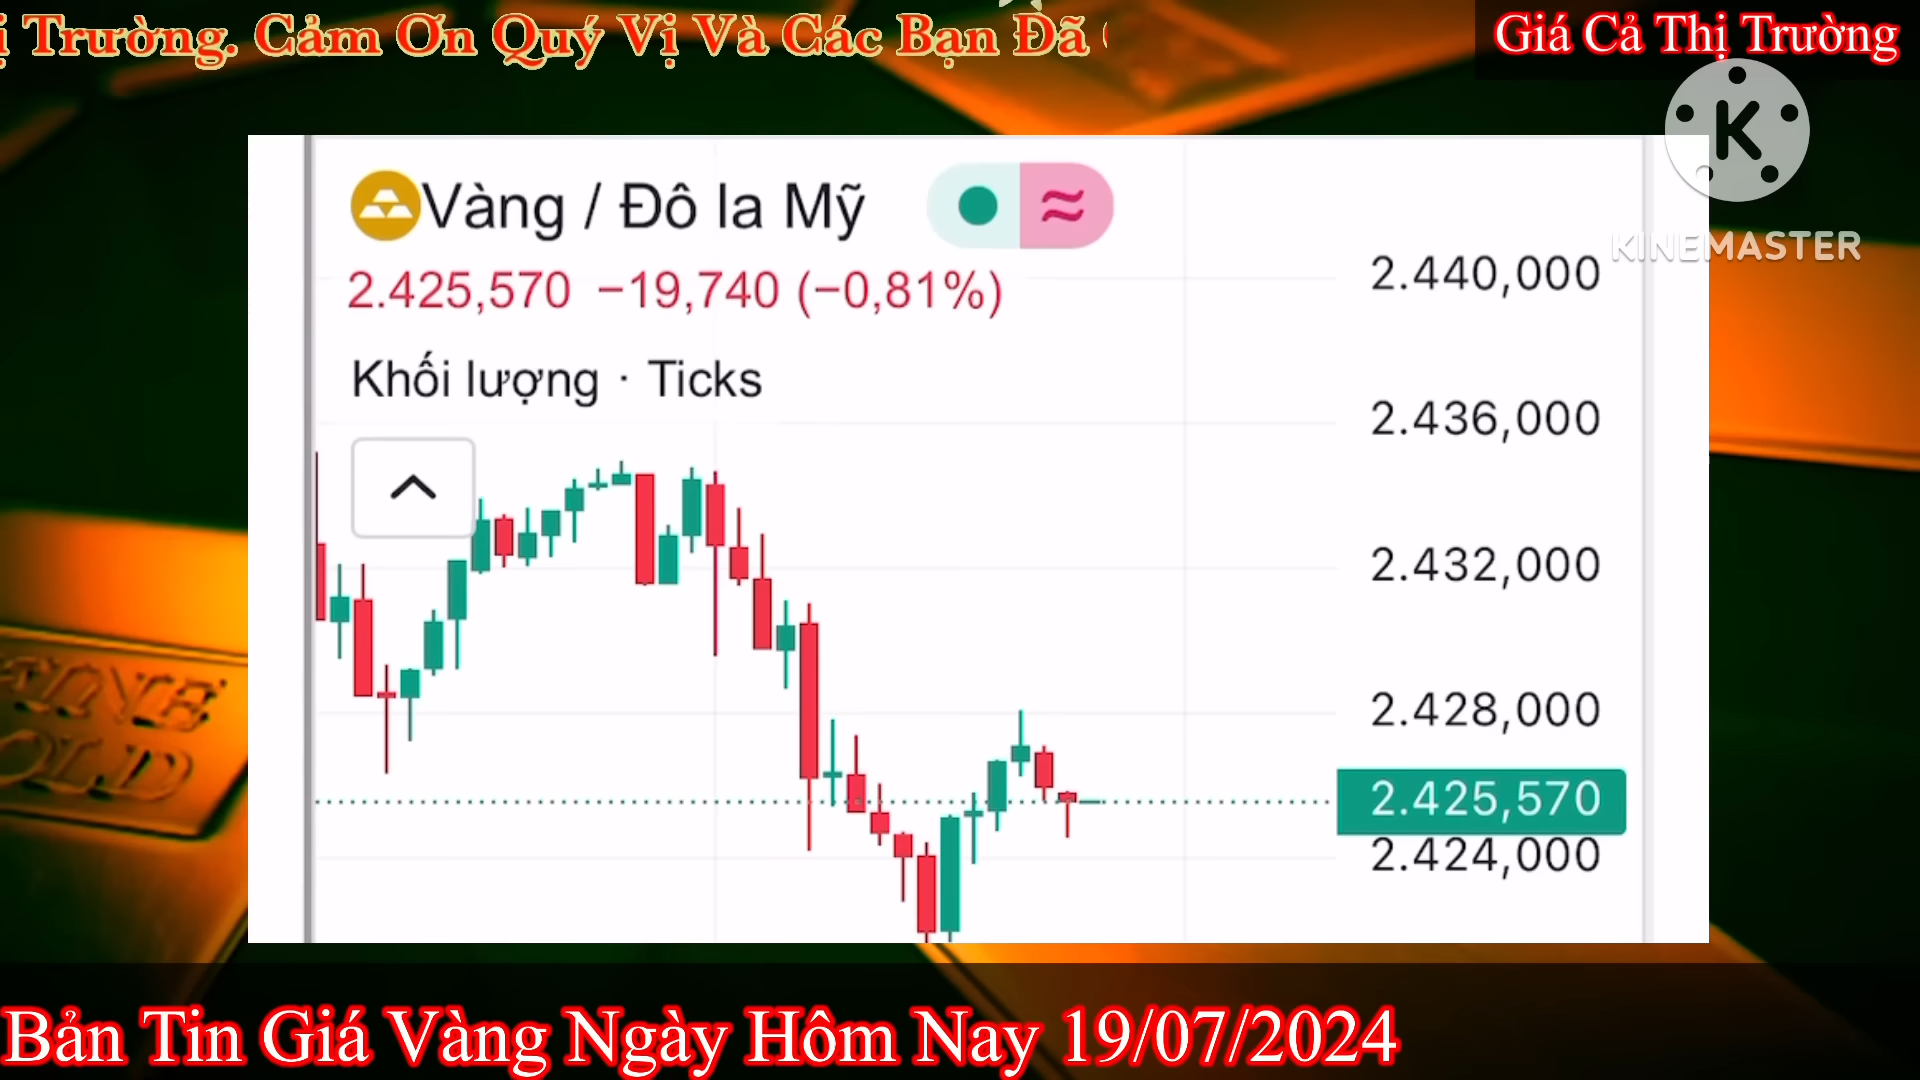 ị Trường. Cảm Ơn Quý Vị Và Các Bạn Đã
Giá Cả Thị Trường
K
KINEMASTER
Vàng / Đô la Mỹ
2.425,570 −19,740 (−0,81%)
Khối lượng · Ticks
2.440,000
2.436,000
2.432,000
2.428,000
2.425,570
2.424,000
FINE
GOLD
Bản Tin Giá Vàng Ngày Hôm Nay 19/07/2024